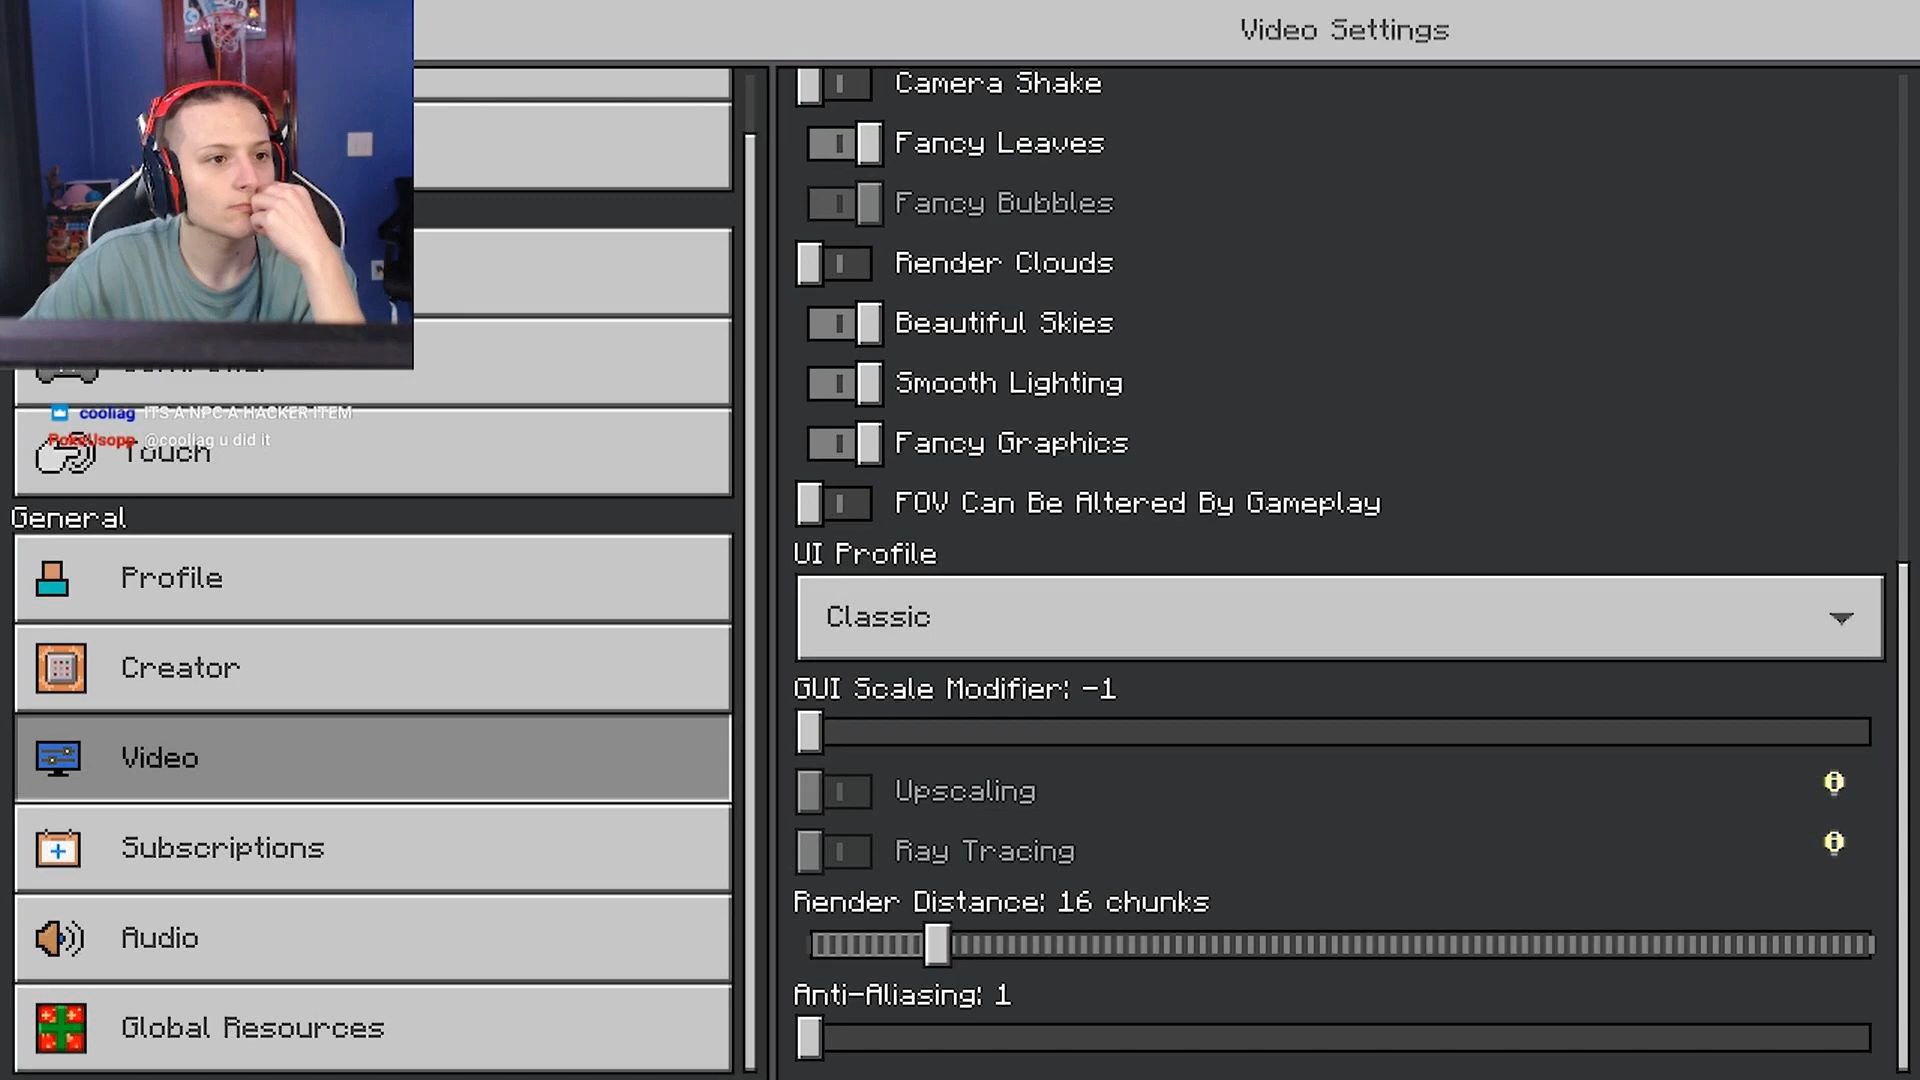 Video Settings
Camera Shake
Fancy Leaves
Fancy Bubbles
Render Clouds
Beautiful Skies
Smooth Lighting
Fancy Graphics
FOV Can Be Altered By Gameplay
UI Profile
Classic
GUI Scale Modifier: -1
Upscaling
Ray Tracing
Render Distance: 16 chunks
Anti-Aliasing: 1
cooliag ITS A NPC A HACKER ITEM
PokeUsopp @cooliag u did it
Touch
General
Profile
Creator
Video
Subscriptions
Audio
Global Resources